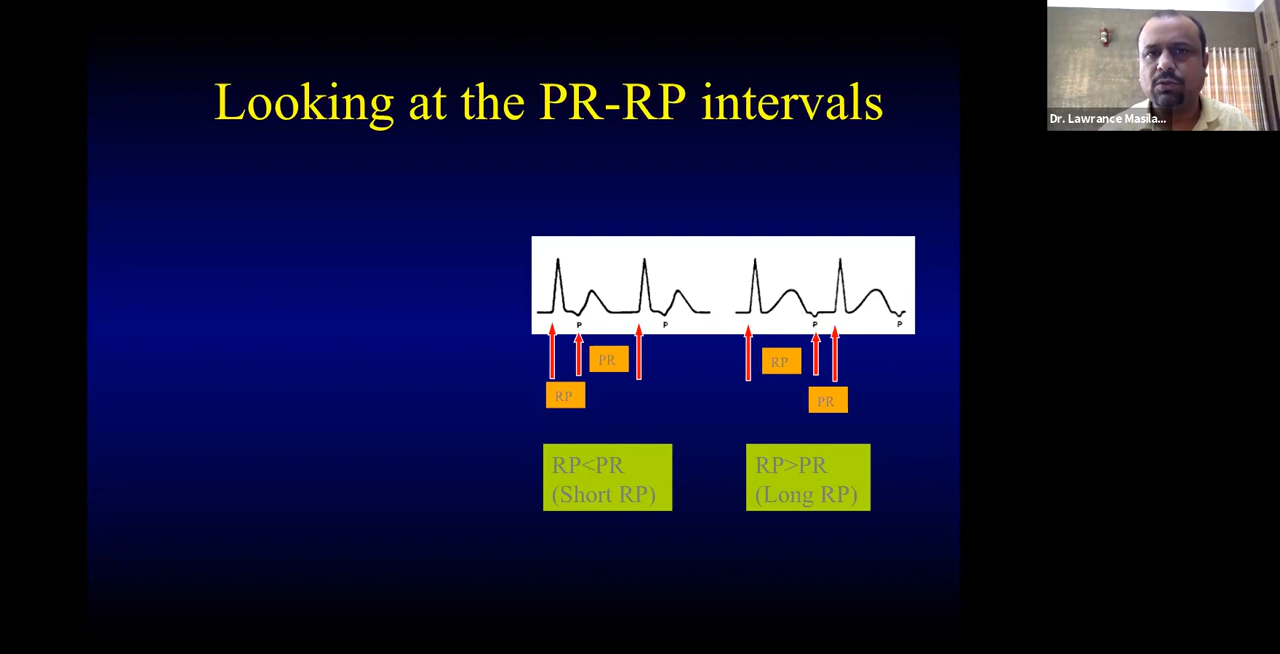 Looking at the PR-RP intervals
Dr. Lawrance Masila...
P
P
P
P
PR
RP
RP
PR
RP<PR
(Short RP)
RP>PR
(Long RP)